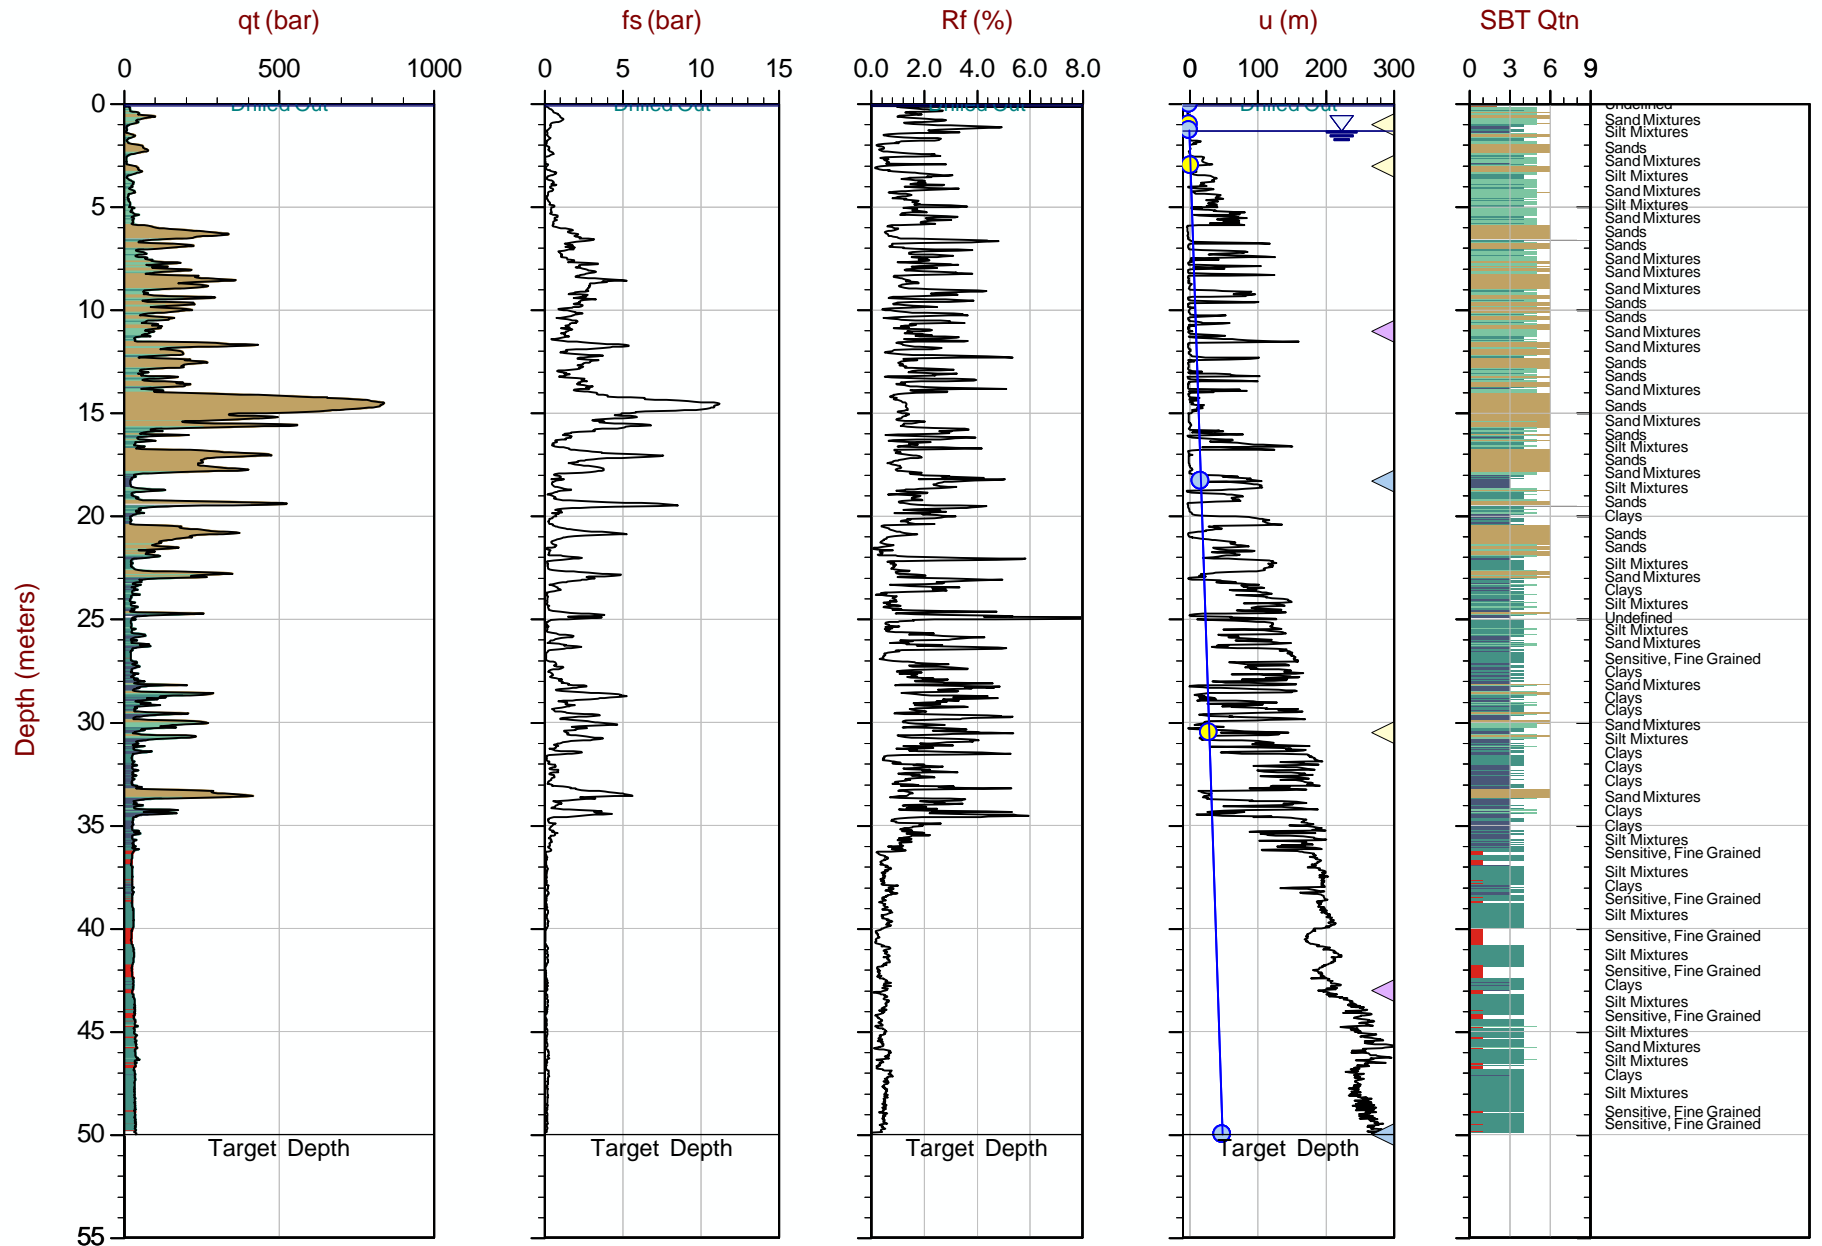 qt (bar) fs (bar) Rf (%) u (m) SBT Qtn
0 500 1000 0 5 10 15 0.0 2.0 4.0 6.0 8.0 0 100 200 300 0 3 6 9
Drilled Out Drilled Out Drilled Out Drilled Out
0
5
10
15
20
25
30
35
40
45
50
55
Depth (meters)
Undefined
Sand Mixtures
Silt Mixtures
Sands
Sand Mixtures
Silt Mixtures
Sand Mixtures
Silt Mixtures
Sand Mixtures
Sands
Sands
Sand Mixtures
Sand Mixtures
Sand Mixtures
Sands
Sands
Sand Mixtures
Sand Mixtures
Sands
Sands
Sand Mixtures
Sands
Sand Mixtures
Sands
Silt Mixtures
Sands
Sand Mixtures
Silt Mixtures
Sands
Clays
Sands
Sands
Silt Mixtures
Sand Mixtures
Clays
Silt Mixtures
Undefined
Silt Mixtures
Sand Mixtures
Sensitive, Fine Grained
Clays
Sand Mixtures
Clays
Clays
Sand Mixtures
Silt Mixtures
Clays
Clays
Clays
Sand Mixtures
Clays
Clays
Silt Mixtures
Sensitive, Fine Grained
Silt Mixtures
Clays
Sensitive, Fine Grained
Silt Mixtures
Sensitive, Fine Grained
Silt Mixtures
Sensitive, Fine Grained
Clays
Silt Mixtures
Sensitive, Fine Grained
Silt Mixtures
Sand Mixtures
Silt Mixtures
Clays
Silt Mixtures
Sensitive, Fine Grained
Sensitive, Fine Grained
Target Depth Target Depth Target Depth Target Depth